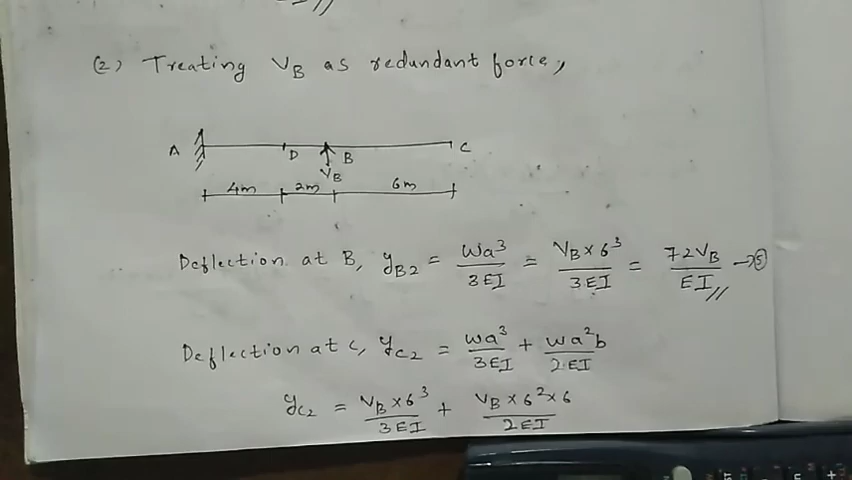 (2) Treating V_B as redundant force,
A D B C
V_B
4m 2m 6m
Deflection at B, y_B2 = Wa³/3EI = V_B×6³/3EI = 72V_B/EI // →⑤
Deflection at C, y_C2 = wa³/3EI + wa²b/2EI
y_C2 = V_B×6³/3EI + V_B×6²×6/2EI